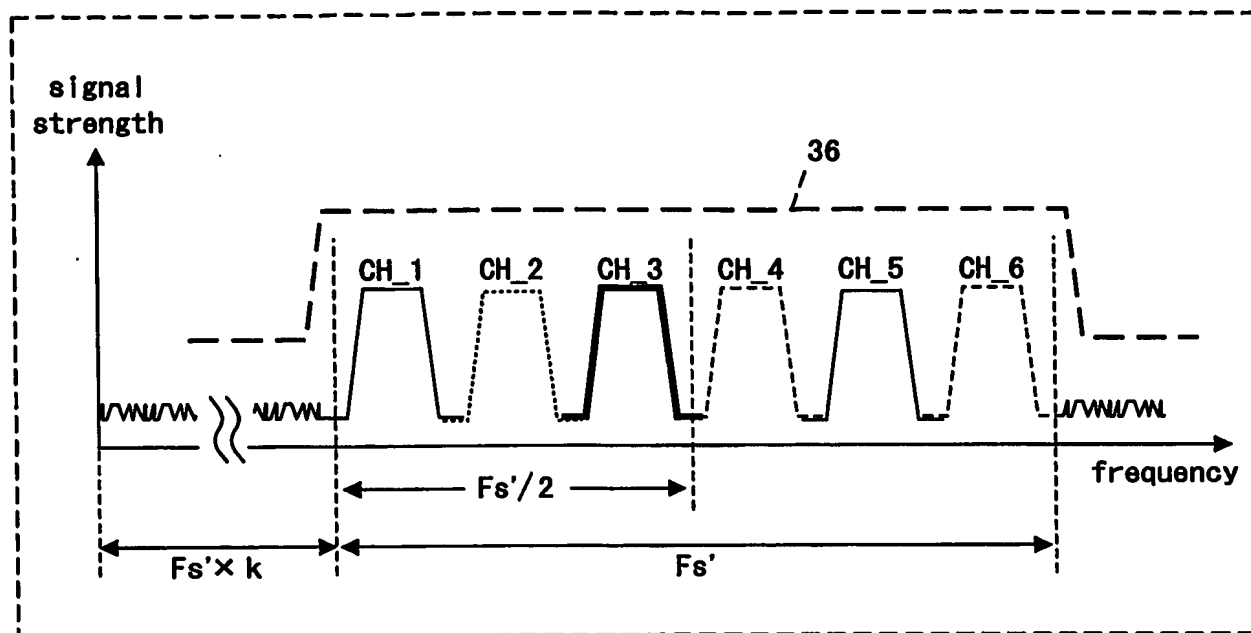 signal
strength
36
CH_1 CH_2 CH_3 CH_4 CH_5 CH_6
frequency
Fs'/2
Fs'× k
Fs'